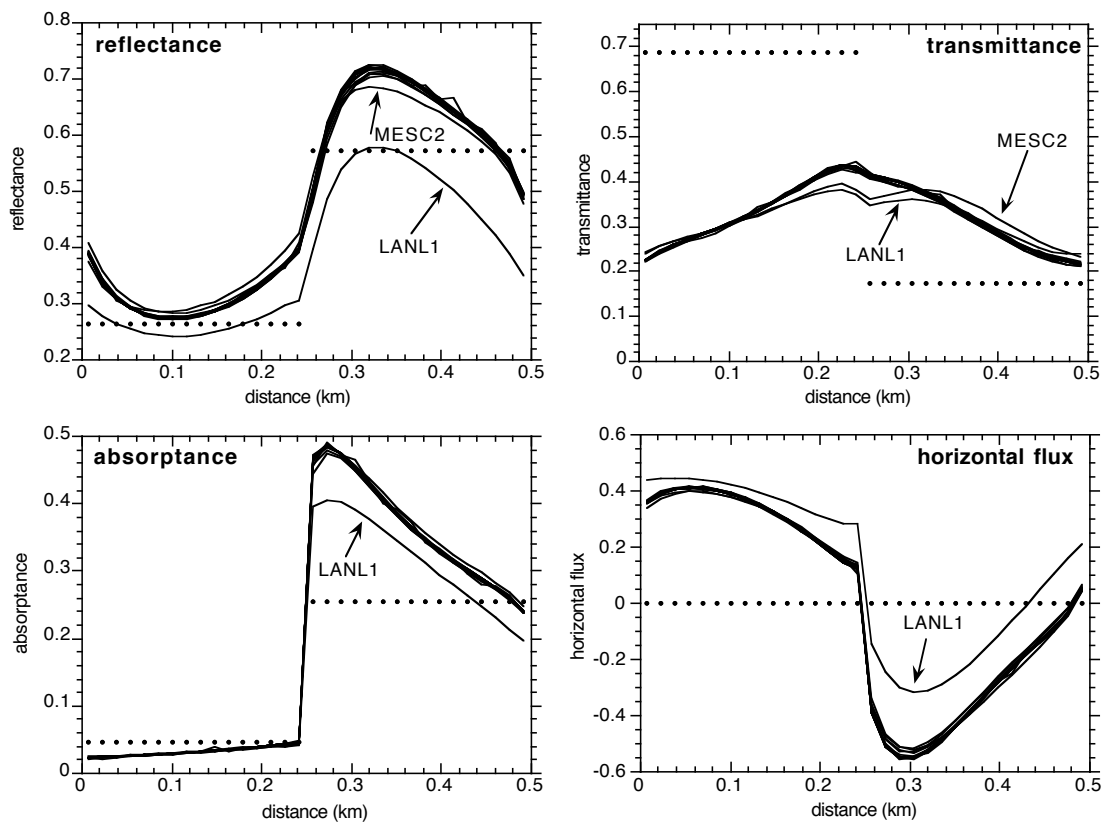 reflectance
0.8
0.7
0.6
0.5
0.4
0.3
0.2
reflectance
MESC2
LANL1
0 0.1 0.2 0.3 0.4 0.5
distance (km)
transmittance
0.7
0.6
0.5
0.4
0.3
0.2
0.1
0
transmittance
MESC2
LANL1
0 0.1 0.2 0.3 0.4 0.5
distance (km)
absorptance
0.5
0.4
0.3
0.2
0.1
0
absorptance
LANL1
0 0.1 0.2 0.3 0.4 0.5
distance (km)
horizontal flux
0.6
0.4
0.2
0
-0.2
-0.4
-0.6
horizontal flux
LANL1
0 0.1 0.2 0.3 0.4 0.5
distance (km)